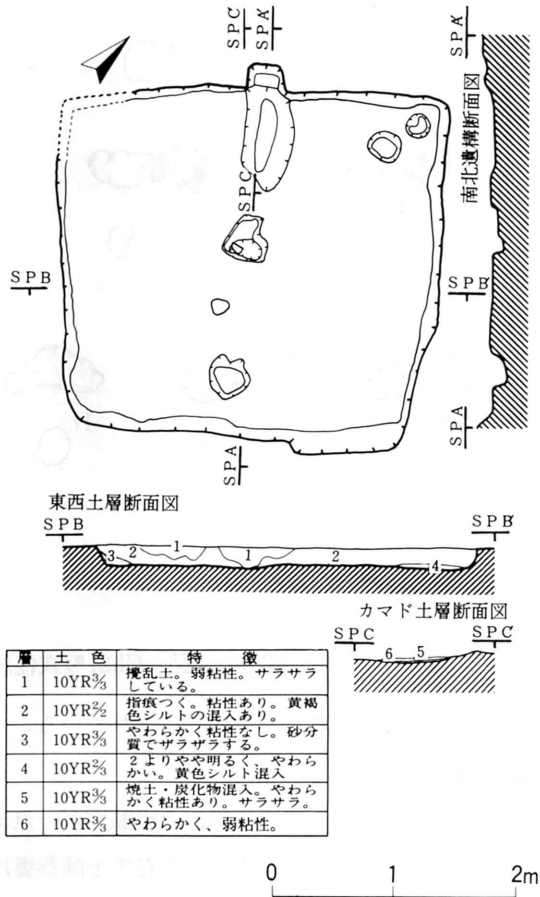 SPC′
SPA′
SPA′
南北遺構断面図
SPC
SPB
SPB′
SPA
SPA
東西土層断面図
SPB
SPB′
3 2 1 1 2 4
カマド土層断面図
SPC
SPC′
6 5
層 土色 特徴
1 10YR3/3 攪乱土。弱粘性。サラサラ
している。
2 10YR2/2 指痕つく。粘性あり。黄褐
色シルトの混入あり。
3 10YR3/3 やわらかく粘性なし。砂分
質でザラザラする。
4 10YR2/3 2よりやや明るく、やわら
かい。黄色シルト混入
5 10YR3/3 焼土・炭化物混入。やわら
かく粘性あり。サラサラ。
6 10YR3/3 やわらかく、弱粘性。
0 1 2m